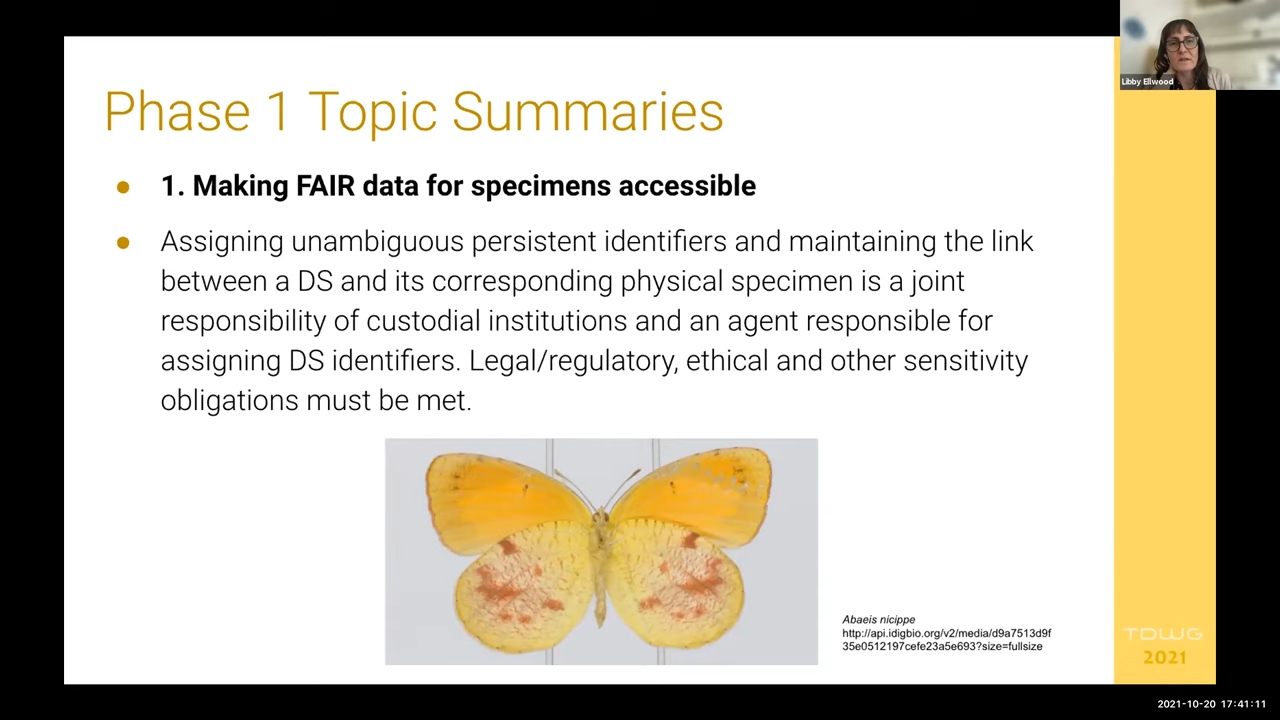 Libby Ellwood
Phase 1 Topic Summaries
1. Making FAIR data for specimens accessible
Assigning unambiguous persistent identifiers and maintaining the link
between a DS and its corresponding physical specimen is a joint
responsibility of custodial institutions and an agent responsible for
assigning DS identifiers. Legal/regulatory, ethical and other sensitivity
obligations must be met.
Abaeis nicippe
http://api.idigbio.org/v2/media/d9a7513d9f
35e0512197cefe23a5e693?size=fullsize
TDWG
2021
2021-10-20 17:41:11